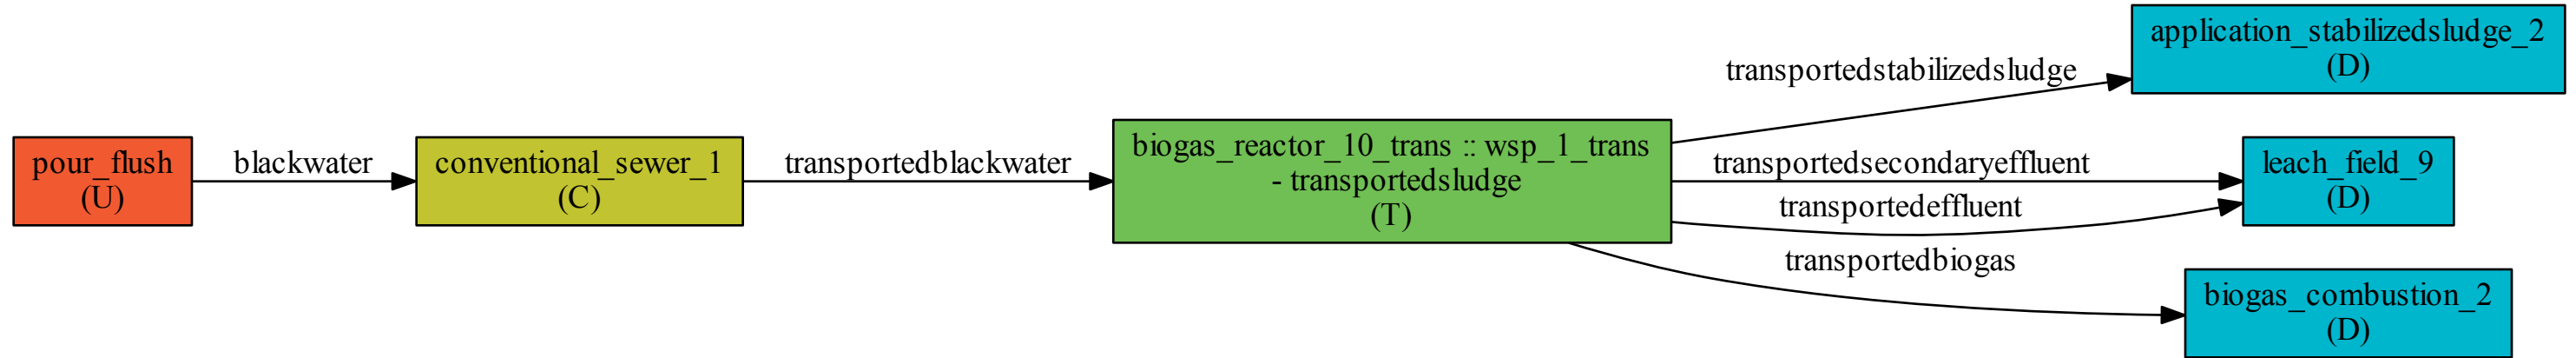 pour_flush
(U)
blackwater
conventional_sewer_1
(C)
transportedblackwater
biogas_reactor_10_trans :: wsp_1_trans
- transportedsludge
(T)
transportedstabilizedsludge
transportedsecondaryeffluent
transportedeffluent
transportedbiogas
application_stabilizedsludge_2
(D)
leach_field_9
(D)
biogas_combustion_2
(D)